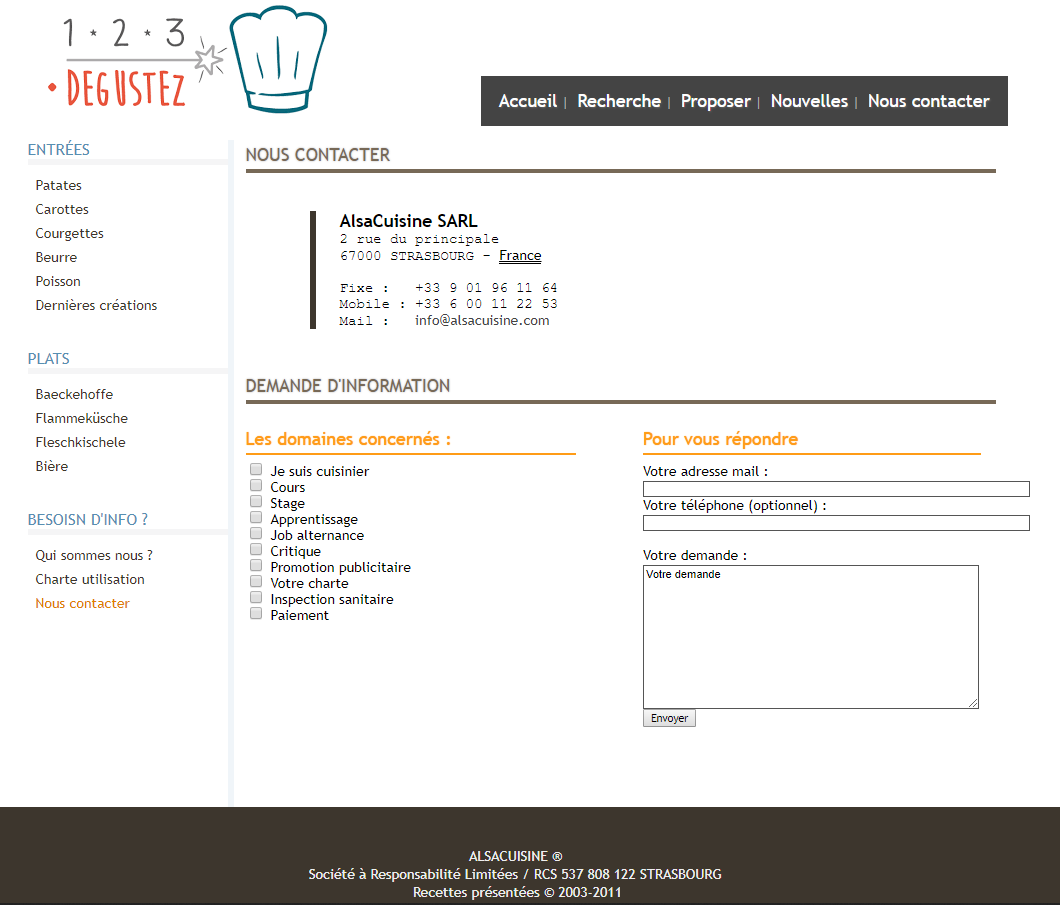 1 * 2 * 3
• DEGUSTEZ
Accueil | Recherche | Proposer | Nouvelles | Nous contacter
ENTRÉES
Patates
Carottes
Courgettes
Beurre
Poisson
Dernières créations
PLATS
Baeckehoffe
Flammeküsche
Fleschkischele
Bière
BESOISN D'INFO ?
Qui sommes nous ?
Charte utilisation
Nous contacter
NOUS CONTACTER
AlsaCuisine SARL
2 rue du principale
67000 STRASBOURG - France
Fixe : +33 9 01 96 11 64
Mobile : +33 6 00 11 22 53
Mail : info@alsacuisine.com
DEMANDE D'INFORMATION
Les domaines concernés :
Je suis cuisinier
Cours
Stage
Apprentissage
Job alternance
Critique
Promotion publicitaire
Votre charte
Inspection sanitaire
Paiement
Pour vous répondre
Votre adresse mail :
Votre téléphone (optionnel) :
Votre demande :
Votre demande
Envoyer
ALSACUISINE ®
Société à Responsabilité Limitées / RCS 537 808 122 STRASBOURG
Recettes présentées © 2003-2011